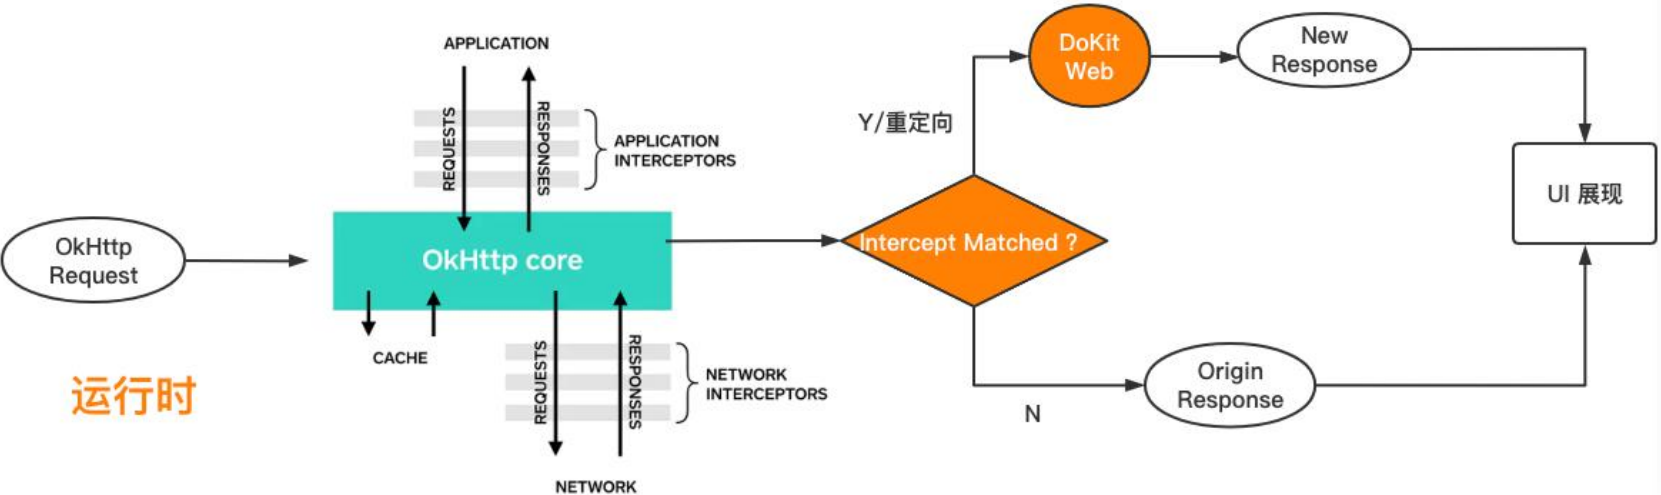 OkHttp
Request
运行时
APPLICATION
REQUESTS
RESPONSES
APPLICATION
INTERCEPTORS
OkHttp core
CACHE
REQUESTS
RESPONSES
NETWORK
INTERCEPTORS
NETWORK
Intercept Matched ?
Y/重定向
DoKit
Web
New
Response
N
Origin
Response
UI 展现